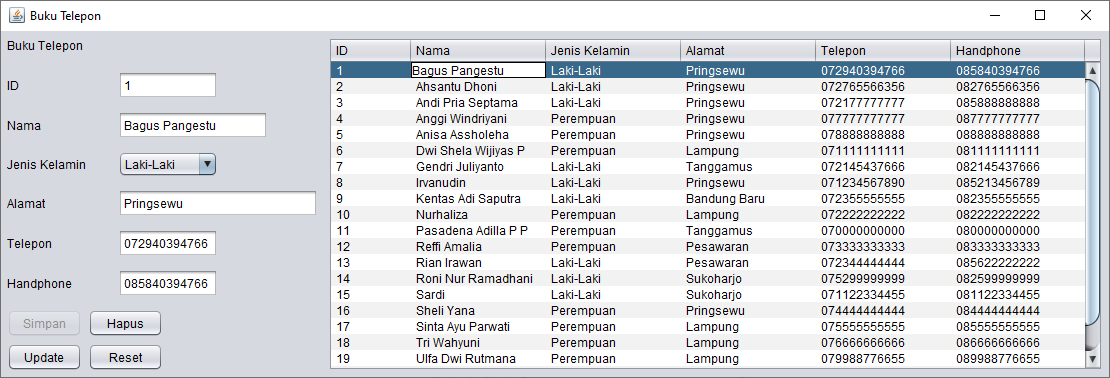 Buku Telepon
Buku Telepon
ID 1
Nama Bagus Pangestu
Jenis Kelamin Laki-Laki
Alamat Pringsewu
Telepon 072940394766
Handphone 085840394766
Simpan Hapus
Update Reset
ID Nama Jenis Kelamin Alamat Telepon Handphone
1 Bagus Pangestu Laki-Laki Pringsewu 072940394766 085840394766
2 Ahsantu Dhoni Laki-Laki Pringsewu 072765566356 082765566356
3 Andi Pria Septama Laki-Laki Pringsewu 072177777777 085888888888
4 Anggi Windriyani Perempuan Pringsewu 077777777777 087777777777
5 Anisa Assholeha Perempuan Pringsewu 078888888888 088888888888
6 Dwi Shela Wijiyas P Perempuan Lampung 071111111111 081111111111
7 Gendri Juliyanto Laki-Laki Tanggamus 072145437666 082145437666
8 Irvanudin Laki-Laki Pringsewu 071234567890 085213456789
9 Kentas Adi Saputra Laki-Laki Bandung Baru 072355555555 082355555555
10 Nurhaliza Perempuan Lampung 072222222222 082222222222
11 Pasadena Adilla P P Perempuan Tanggamus 070000000000 080000000000
12 Reffi Amalia Perempuan Pesawaran 073333333333 083333333333
13 Rian Irawan Laki-Laki Pesawaran 072344444444 085622222222
14 Roni Nur Ramadhani Laki-Laki Sukoharjo 075299999999 082599999999
15 Sardi Laki-Laki Sukoharjo 071122334455 081122334455
16 Sheli Yana Perempuan Pringsewu 074444444444 084444444444
17 Sinta Ayu Parwati Perempuan Lampung 075555555555 085555555555
18 Tri Wahyuni Perempuan Lampung 076666666666 086666666666
19 Ulfa Dwi Rutmana Perempuan Lampung 079988776655 089988776655